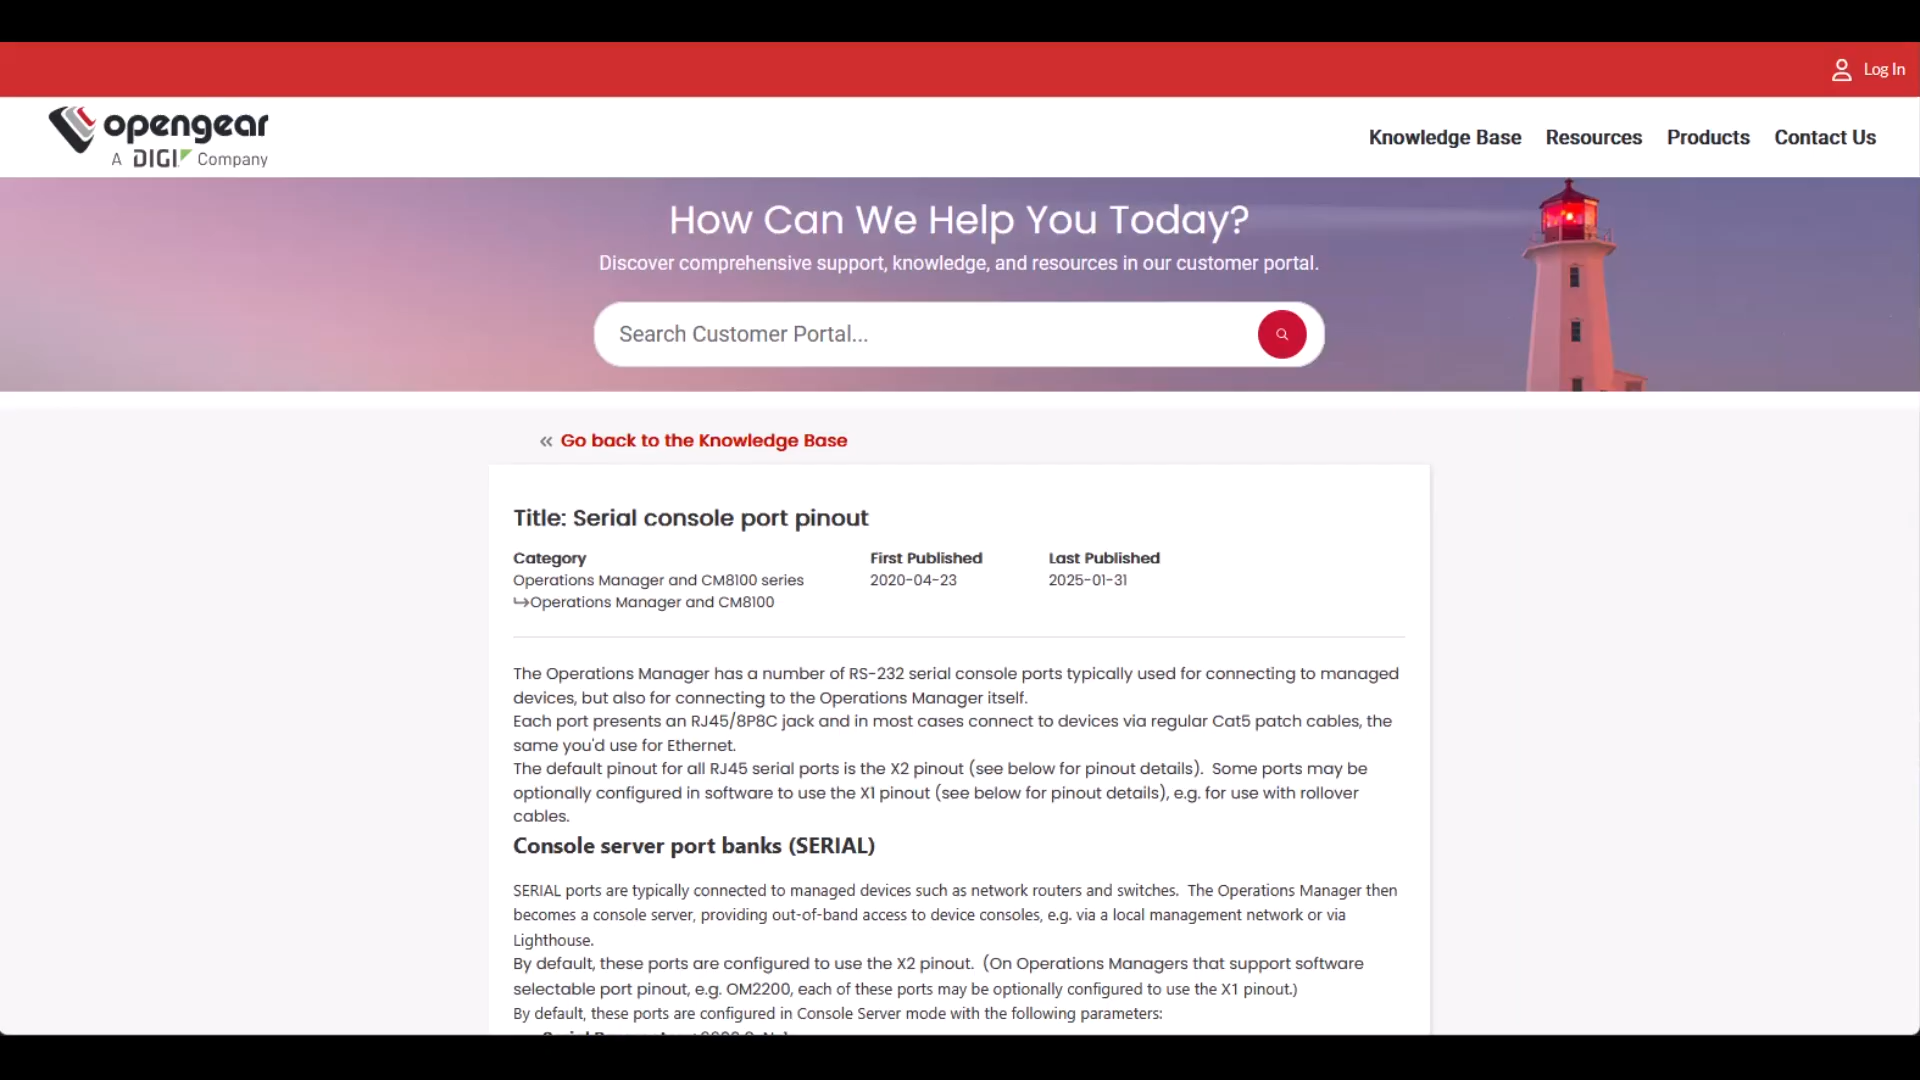 Log In
opengear
A DIGI Company
Knowledge Base Resources Products Contact Us
How Can We Help You Today?
Discover comprehensive support, knowledge, and resources in our customer portal.
Search Customer Portal...
« Go back to the Knowledge Base
Title: Serial console port pinout
Category First Published Last Published
Operations Manager and CM8100 series 2020-04-23 2025-01-31
↪Operations Manager and CM8100
The Operations Manager has a number of RS-232 serial console ports typically used for connecting to managed
devices, but also for connecting to the Operations Manager itself.
Each port presents an RJ45/8P8C jack and in most cases connect to devices via regular Cat5 patch cables, the
same you'd use for Ethernet.
The default pinout for all RJ45 serial ports is the X2 pinout (see below for pinout details). Some ports may be
optionally configured in software to use the X1 pinout (see below for pinout details), e.g. for use with rollover
cables.
Console server port banks (SERIAL)
SERIAL ports are typically connected to managed devices such as network routers and switches. The Operations Manager then
becomes a console server, providing out-of-band access to device consoles, e.g. via a local management network or via
Lighthouse.
By default, these ports are configured to use the X2 pinout. (On Operations Managers that support software
selectable port pinout, e.g. OM2200, each of these ports may be optionally configured to use the X1 pinout.)
By default, these ports are configured in Console Server mode with the following parameters: